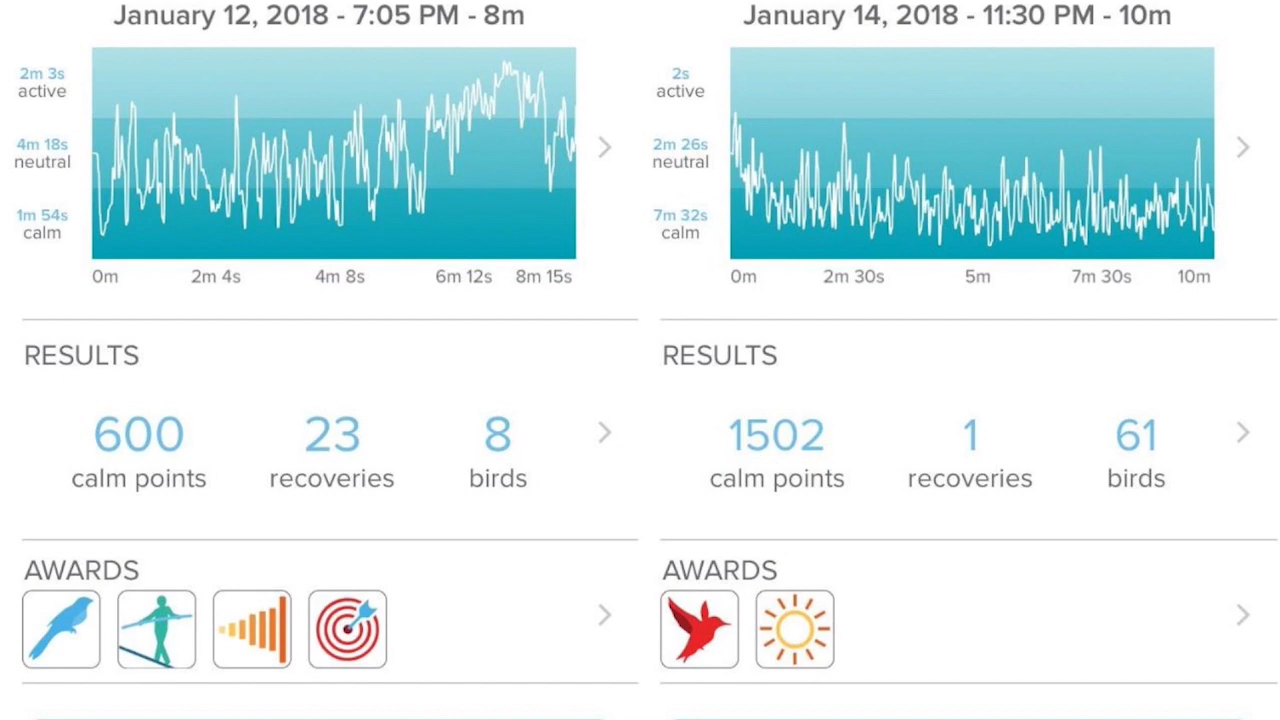 January 12, 2018 - 7:05 PM - 8m
2m 3s
active
4m 18s
neutral
1m 54s
calm
0m 2m 4s 4m 8s 6m 12s 8m 15s
RESULTS
600 23 8
calm points recoveries birds
AWARDS
January 14, 2018 - 11:30 PM - 10m
2s
active
2m 26s
neutral
7m 32s
calm
0m 2m 30s 5m 7m 30s 10m
RESULTS
1502 1 61
calm points recoveries birds
AWARDS